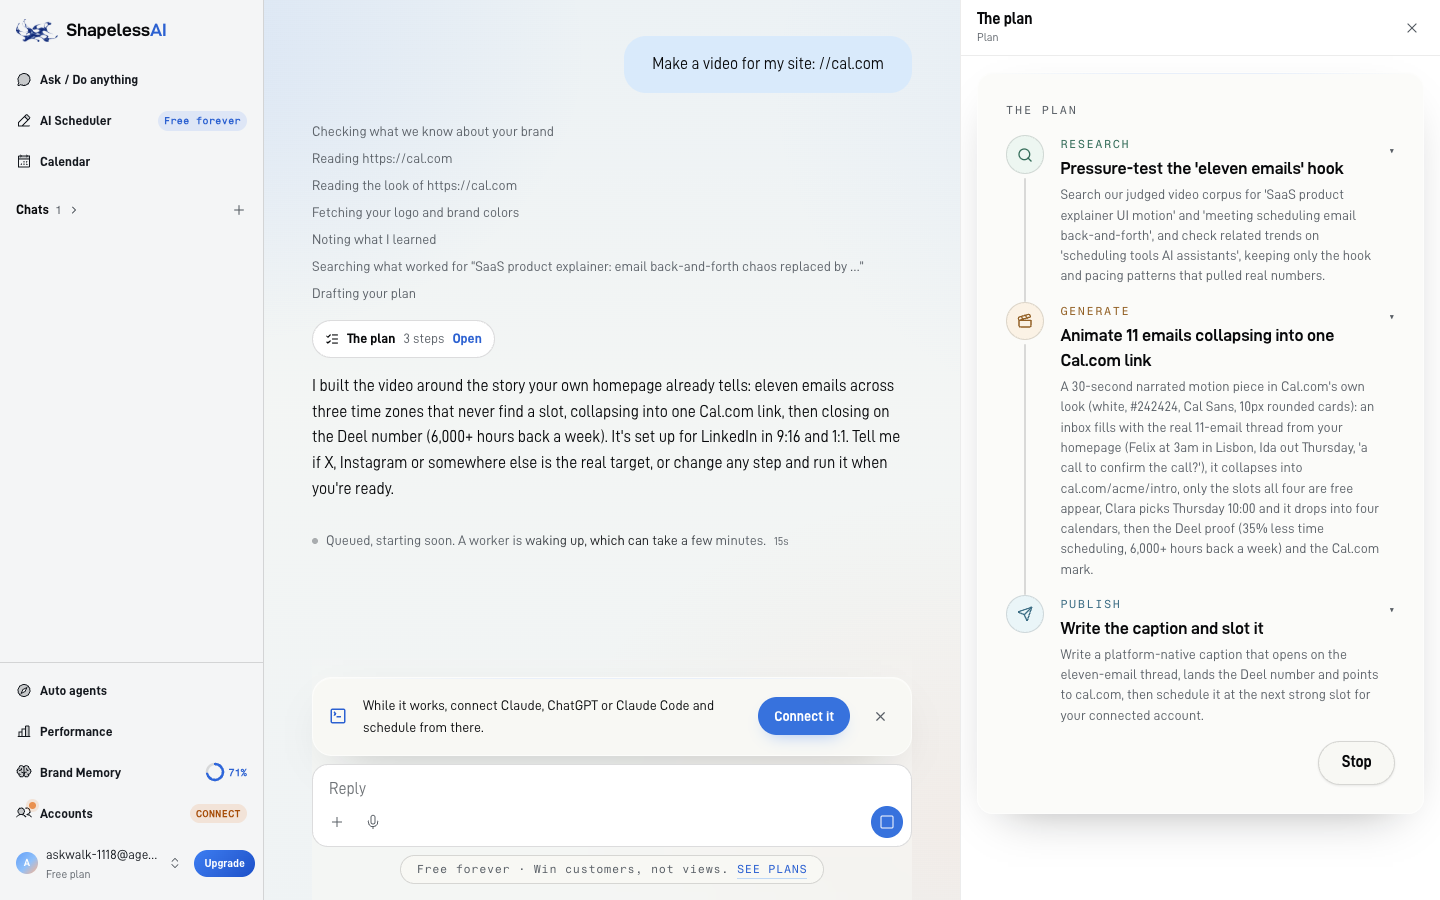 ShapelessAI
Ask / Do anything
AI Scheduler
Free forever
Calendar
Chats 1
Auto agents
Performance
Brand Memory
71%
Accounts
CONNECT
A
askwalk-1118@age...
Free plan
Upgrade
Make a video for my site: //cal.com
Checking what we know about your brand
Reading https://cal.com
Reading the look of https://cal.com
Fetching your logo and brand colors
Noting what I learned
Searching what worked for "SaaS product explainer: email back-and-forth chaos replaced by ..."
Drafting your plan
The plan 3 steps Open
I built the video around the story your own homepage already tells: eleven emails across
three time zones that never find a slot, collapsing into one Cal.com link, then closing on
the Deel number (6,000+ hours back a week). It's set up for LinkedIn in 9:16 and 1:1. Tell me
if X, Instagram or somewhere else is the real target, or change any step and run it when
you're ready.
Queued, starting soon. A worker is waking up, which can take a few minutes. 15s
While it works, connect Claude, ChatGPT or Claude Code and
schedule from there.
Connect it
Reply
Free forever · Win customers, not views. SEE PLANS
The plan
Plan
THE PLAN
RESEARCH
Pressure-test the 'eleven emails' hook
Search our judged video corpus for 'SaaS product
explainer UI motion' and 'meeting scheduling email
back-and-forth', and check related trends on
'scheduling tools AI assistants', keeping only the hook
and pacing patterns that pulled real numbers.
GENERATE
Animate 11 emails collapsing into one
Cal.com link
A 30-second narrated motion piece in Cal.com's own
look (white, #242424, Cal Sans, 10px rounded cards): an
inbox fills with the real 11-email thread from your
homepage (Felix at 3am in Lisbon, Ida out Thursday, 'a
call to confirm the call?'), it collapses into
cal.com/acme/intro, only the slots all four are free
appear, Clara picks Thursday 10:00 and it drops into four
calendars, then the Deel proof (35% less time
scheduling, 6,000+ hours back a week) and the Cal.com
mark.
PUBLISH
Write the caption and slot it
Write a platform-native caption that opens on the
eleven-email thread, lands the Deel number and points
to cal.com, then schedule it at the next strong slot for
your connected account.
Stop